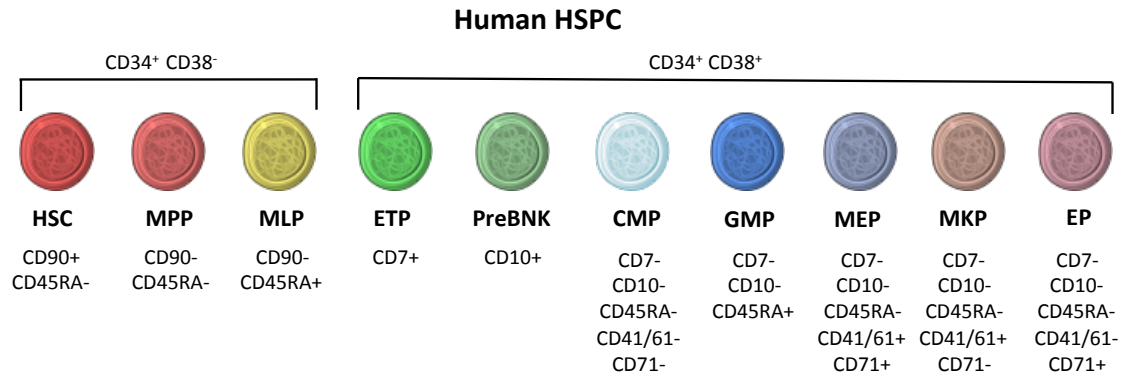 Human HSPC
CD34⁺ CD38⁻
CD34⁺ CD38⁺
HSC
MPP
MLP
ETP
PreBNK
CMP
GMP
MEP
MKP
EP
CD90+
CD45RA-
CD90-
CD45RA-
CD90-
CD45RA+
CD7+
CD10+
CD7-
CD10-
CD45RA-
CD41/61-
CD71-
CD7-
CD10-
CD45RA+
CD7-
CD10-
CD45RA-
CD41/61+
CD71+
CD7-
CD10-
CD45RA-
CD41/61+
CD71-
CD7-
CD10-
CD45RA-
CD41/61-
CD71+